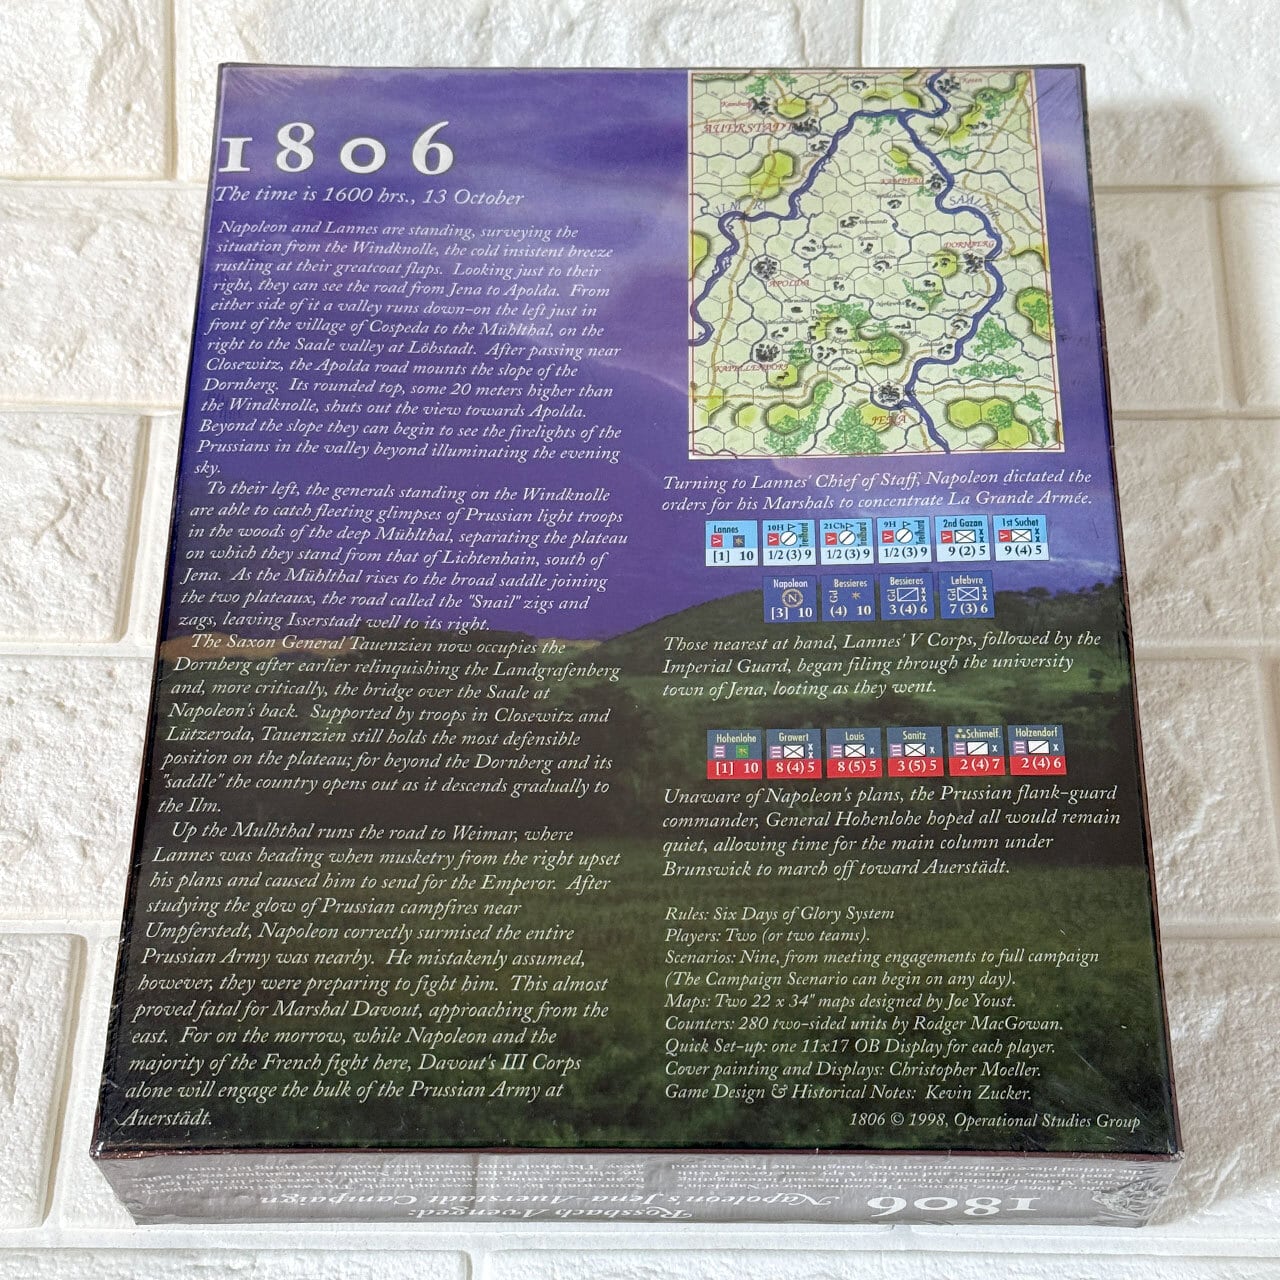 1806
The time is 1600 hrs., 13 October
Napoleon and Lannes are standing, surveying the
situation from the Windknolle, the cold insistent breeze
rustling at their greatcoat flaps. Looking just to their
right, they can see the road from Jena to Apolda. From
either side of it a valley runs down–on the left just in
front of the village of Cospeda to the Mühlthal, on the
right to the Saale valley at Löbstadt. After passing near
Closewitz, the Apolda road mounts the slope of the
Dornberg. Its rounded top, some 20 meters higher than
the Windknolle, shuts out the view towards Apolda.
Beyond the slope they can begin to see the firelights of the
Prussians in the valley beyond illuminating the evening
sky.
To their left, the generals standing on the Windknolle
are able to catch fleeting glimpses of Prussian light troops
in the woods of the deep Mühlthal, separating the plateau
on which they stand from that of Lichtenhain, south of
Jena. As the Mühlthal rises to the broad saddle joining
the two plateaux, the road called the "Snail" zigs and
zags, leaving Isserstadt well to its right.
The Saxon General Tauenzien now occupies the
Dornberg after earlier relinquishing the Landgrafenberg
and, more critically, the bridge over the Saale at
Napoleon's back. Supported by troops in Closewitz and
Lützeroda, Tauenzien still holds the most defensible
position on the plateau; for beyond the Dornberg and its
"saddle" the country opens out as it descends gradually to
the Ilm.
Up the Mulhthal runs the road to Weimar, where
Lannes was heading when musketry from the right upset
his plans and caused him to send for the Emperor. After
studying the glow of Prussian campfires near
Umpferstedt, Napoleon correctly surmised the entire
Prussian Army was nearby. He mistakenly assumed,
however, they were preparing to fight him. This almost
proved fatal for Marshal Davout, approaching from the
east. For on the morrow, while Napoleon and the
majority of the French fight here, Davout's III Corps
alone will engage the bulk of the Prussian Army at
Auerstädt.
AUERSTADT
ILM R
SAALE R
DORNBERG
APOLDA
KAPELLENDORF
JENA
Turning to Lannes' Chief of Staff, Napoleon dictated the
orders for his Marshals to concentrate La Grande Armée.
Lannes 10H 21Ch 9H 2nd Gazan 1st Suchet
V V V V V V
[1] 10 1/2 (3) 9 1/2 (3) 9 1/2 (3) 9 9 (2) 5 9 (4) 5
Napoleon Bessieres Bessieres Lefebvre
N Gd Gd Gd
[3] 10 (4) 10 3 (4) 6 7 (3) 6
Those nearest at hand, Lannes' V Corps, followed by the
Imperial Guard, began filing through the university
town of Jena, looting as they went.
Hohenlohe Grawert Louis Sanitz Schimelf. Holzendorf
[1] 10 8 (4) 5 8 (5) 5 3 (5) 5 2 (4) 7 2 (4) 6
Unaware of Napoleon's plans, the Prussian flank-guard
commander, General Hohenlohe hoped all would remain
quiet, allowing time for the main column under
Brunswick to march off toward Auerstädt.
Rules: Six Days of Glory System
Players: Two (or two teams).
Scenarios: Nine, from meeting engagements to full campaign
(The Campaign Scenario can begin on any day).
Maps: Two 22 x 34" maps designed by Joe Youst.
Counters: 280 two-sided units by Rodger MacGowan.
Quick Set-up: one 11x17 OB Display for each player.
Cover painting and Displays: Christopher Moeller.
Game Design & Historical Notes: Kevin Zucker.
1806 © 1998, Operational Studies Group
1806
Rossbach Avenged:
Napoleon's Jena-Auerstadt Campaign